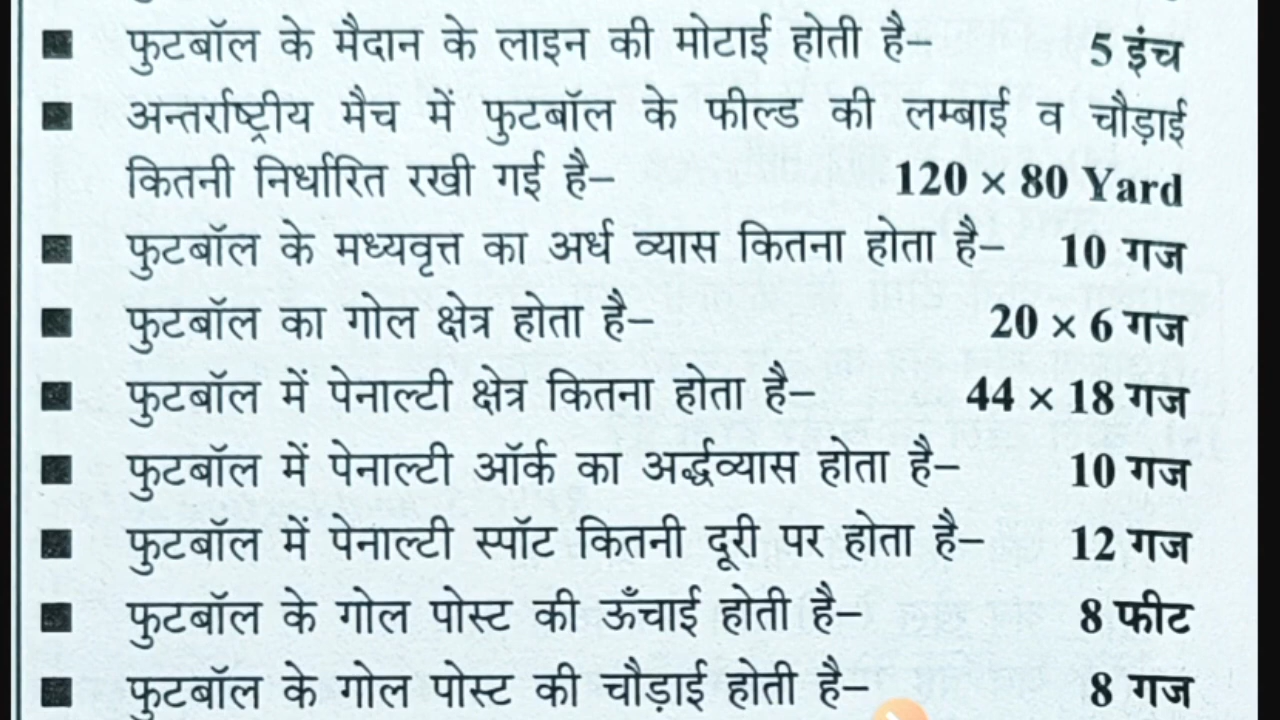 फुटबॉल के मैदान के लाइन की मोटाई होती है– 5 इंच
अन्तर्राष्ट्रीय मैच में फुटबॉल के फील्ड की लम्बाई व चौड़ाई
कितनी निर्धारित रखी गई है– 120 × 80 Yard
फुटबॉल के मध्यवृत्त का अर्ध व्यास कितना होता है– 10 गज
फुटबॉल का गोल क्षेत्र होता है– 20 × 6 गज
फुटबॉल में पेनाल्टी क्षेत्र कितना होता है– 44 × 18 गज
फुटबॉल में पेनाल्टी ऑर्क का अर्द्धव्यास होता है– 10 गज
फुटबॉल में पेनाल्टी स्पॉट कितनी दूरी पर होता है– 12 गज
फुटबॉल के गोल पोस्ट की ऊँचाई होती है– 8 फीट
फुटबॉल के गोल पोस्ट की चौड़ाई होती है– 8 गज